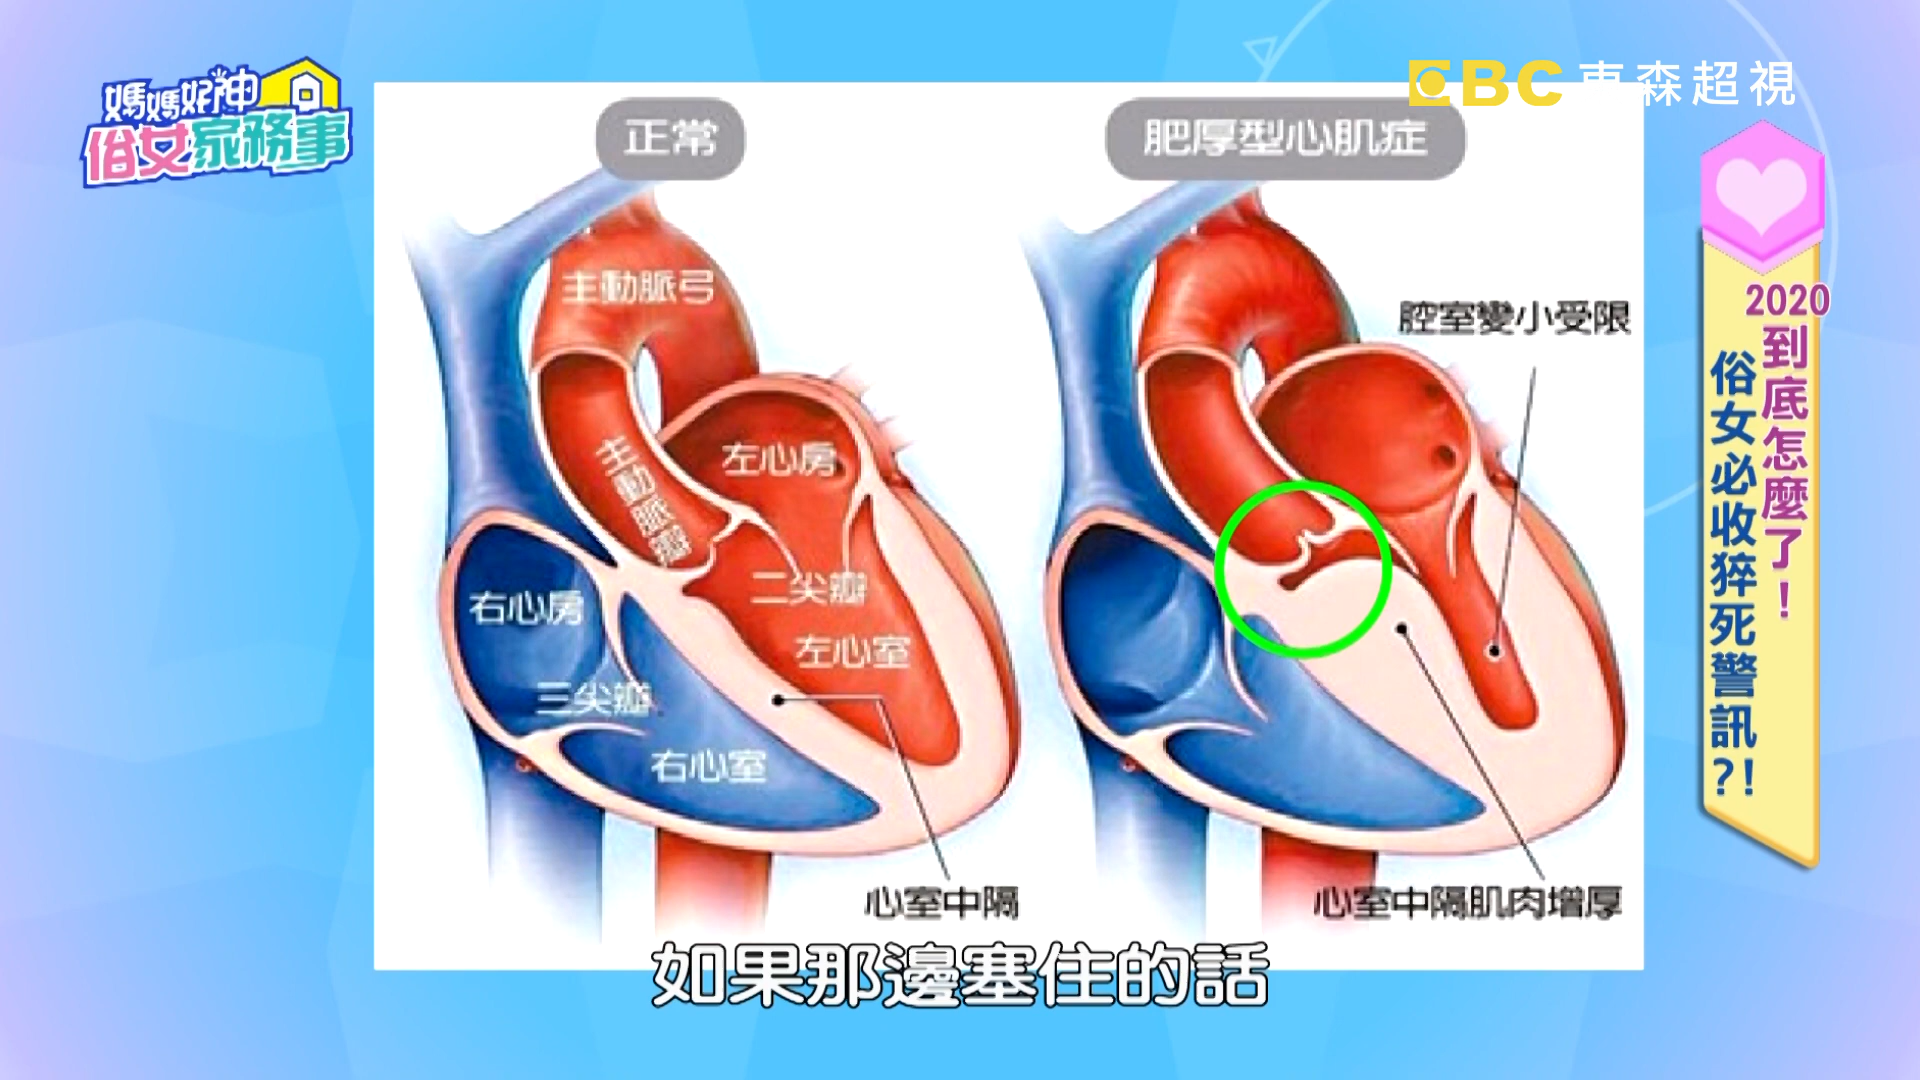 媽媽好神
俗女家務事
EBC 東森超視
正常
肥厚型心肌症
主動脈弓
腔室變小受限
左心房
主動脈瓣
二尖瓣
右心房
左心室
三尖瓣
右心室
心室中隔
心室中隔肌肉增厚
2020到底怎麼了！
俗女必收猝死警訊?!
如果那邊塞住的話